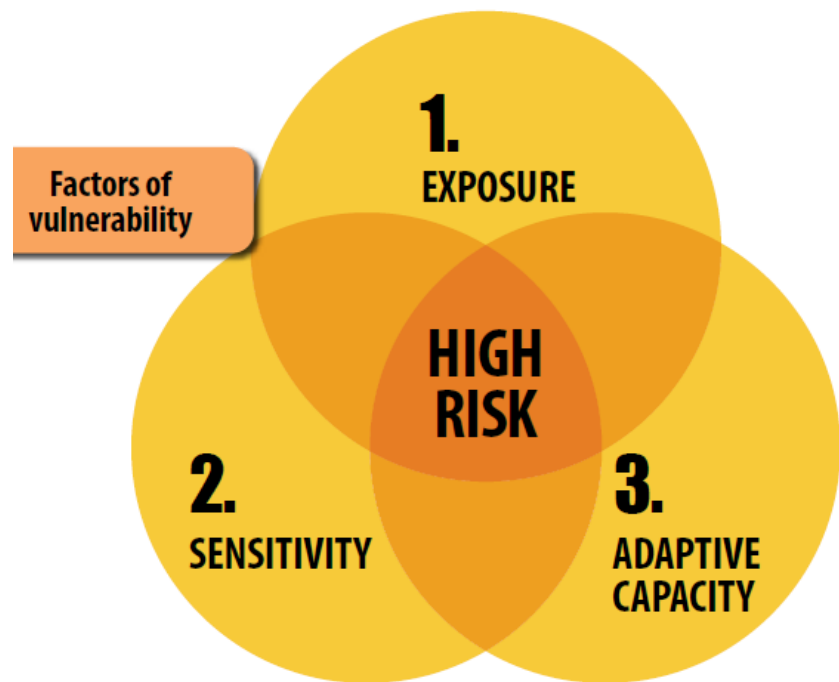 Factors of
vulnerability
1.
EXPOSURE
HIGH
RISK
2.
SENSITIVITY
3.
ADAPTIVE
CAPACITY